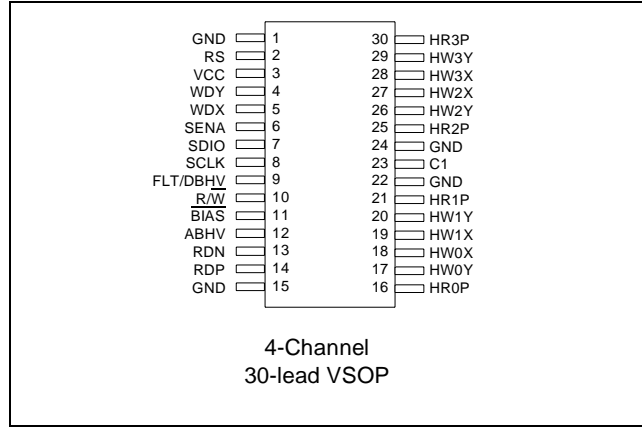 GND 1 30 HR3P
RS 2 29 HW3Y
VCC 3 28 HW3X
WDY 4 27 HW2X
WDX 5 26 HW2Y
SENA 6 25 HR2P
SDIO 7 24 GND
SCLK 8 23 C1
FLT/DBHV 9 22 GND
R/W 10 21 HR1P
BIAS 11 20 HW1Y
ABHV 12 19 HW1X
RDN 13 18 HW0X
RDP 14 17 HW0Y
GND 15 16 HR0P
4-Channel
30-lead VSOP